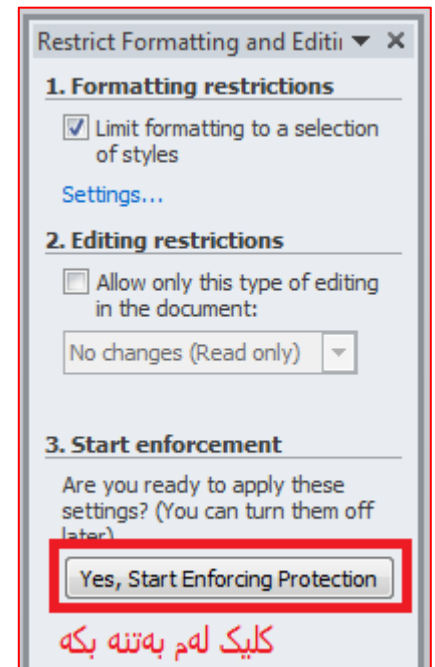 Restrict Formatting and Editii
1. Formatting restrictions
Limit formatting to a selection
of styles
Settings...
2. Editing restrictions
Allow only this type of editing
in the document:
No changes (Read only)
3. Start enforcement
Are you ready to apply these
settings? (You can turn them off
later)
Yes, Start Enforcing Protection
کلیک لەم بەتنە بکە